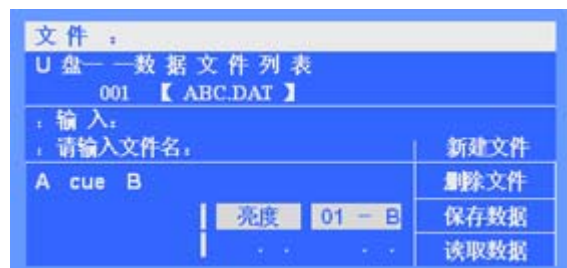 文件：
U 盘— —数据文件列表
001 【 ABC.DAT 】
：输入：
：请输入文件名：
新建文件
A cue B
删除文件
亮度 01 － B
保存数据
读取数据